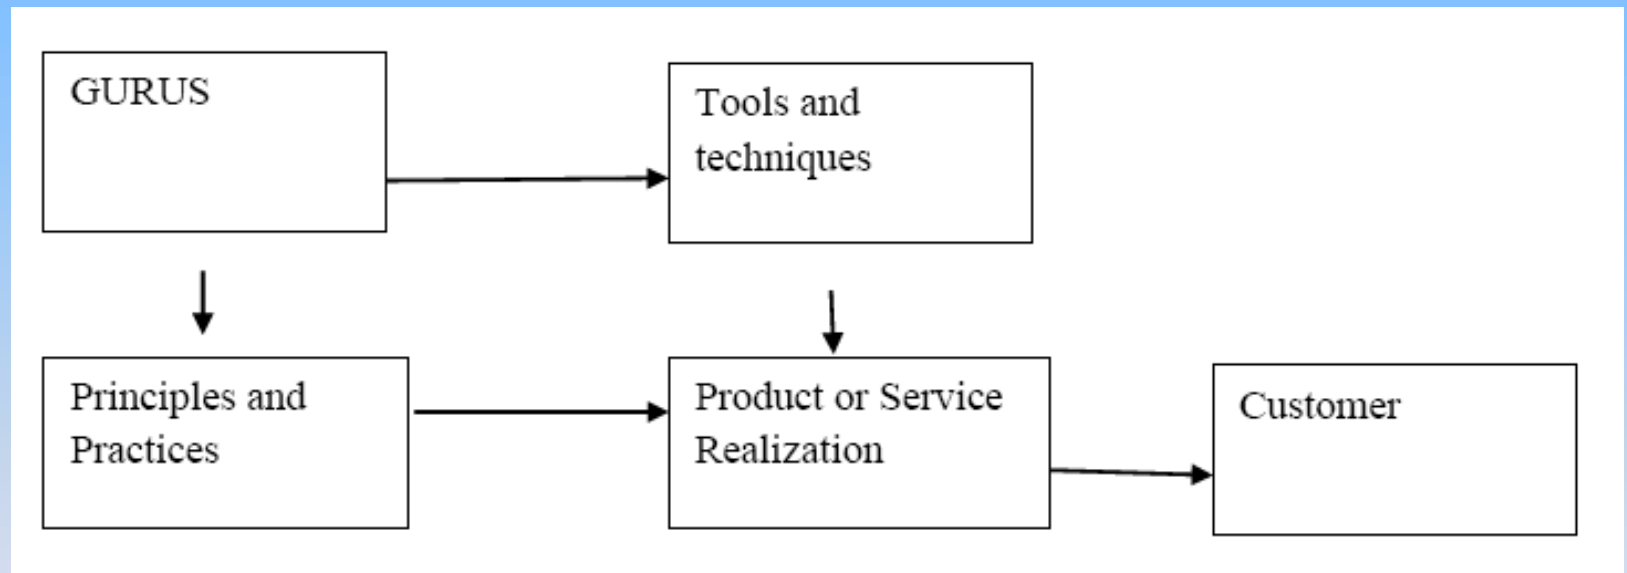 GURUS
Tools and
techniques
Principles and
Practices
Product or Service
Realization
Customer